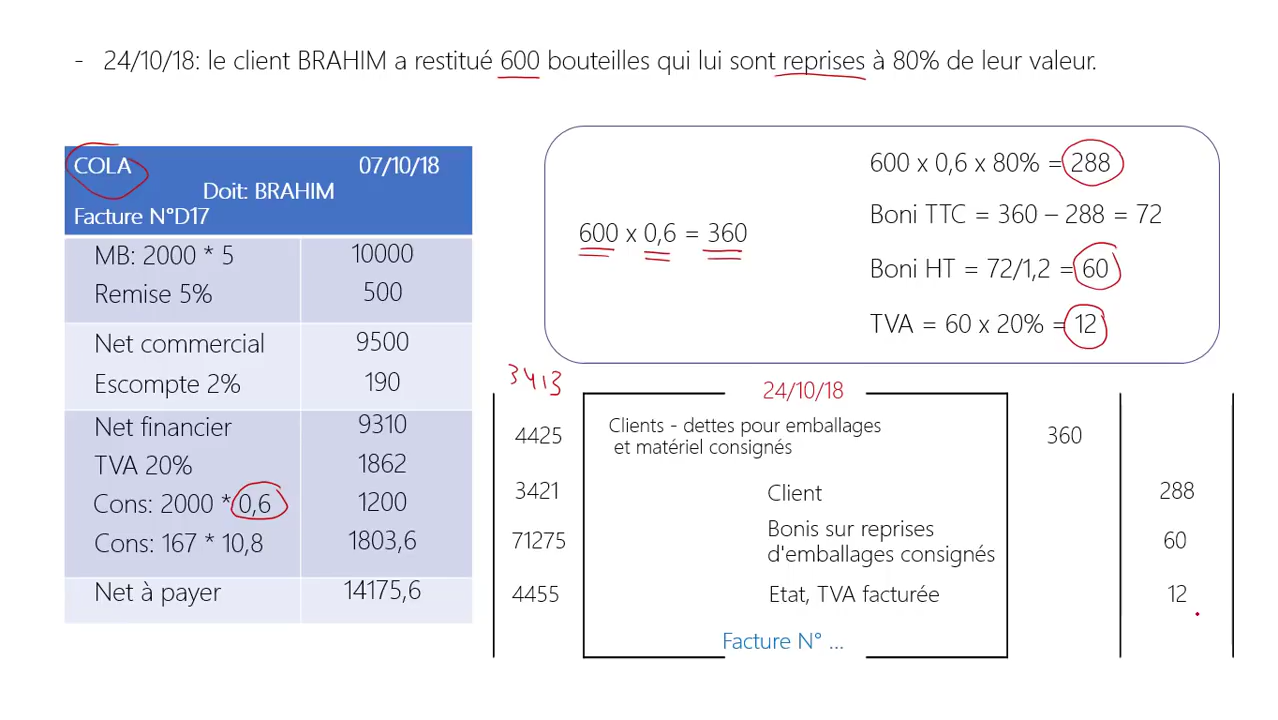 - 24/10/18: le client BRAHIM a restitué 600 bouteilles qui lui sont reprises à 80% de leur valeur.
COLA 07/10/18
Doit: BRAHIM
Facture N°D17
MB: 2000 * 5 10000
Remise 5% 500
Net commercial 9500
Escompte 2% 190
Net financier 9310
TVA 20% 1862
Cons: 2000 * 0,6 1200
Cons: 167 * 10,8 1803,6
Net à payer 14175,6
600 x 0,6 = 360
600 x 0,6 x 80% = 288
Boni TTC = 360 – 288 = 72
Boni HT = 72/1,2 = 60
TVA = 60 x 20% = 12
3413
24/10/18
4425 Clients - dettes pour emballages 360
et matériel consignés
3421 Client 288
71275 Bonis sur reprises 60
d'emballages consignés
4455 Etat, TVA facturée 12
Facture N° ...